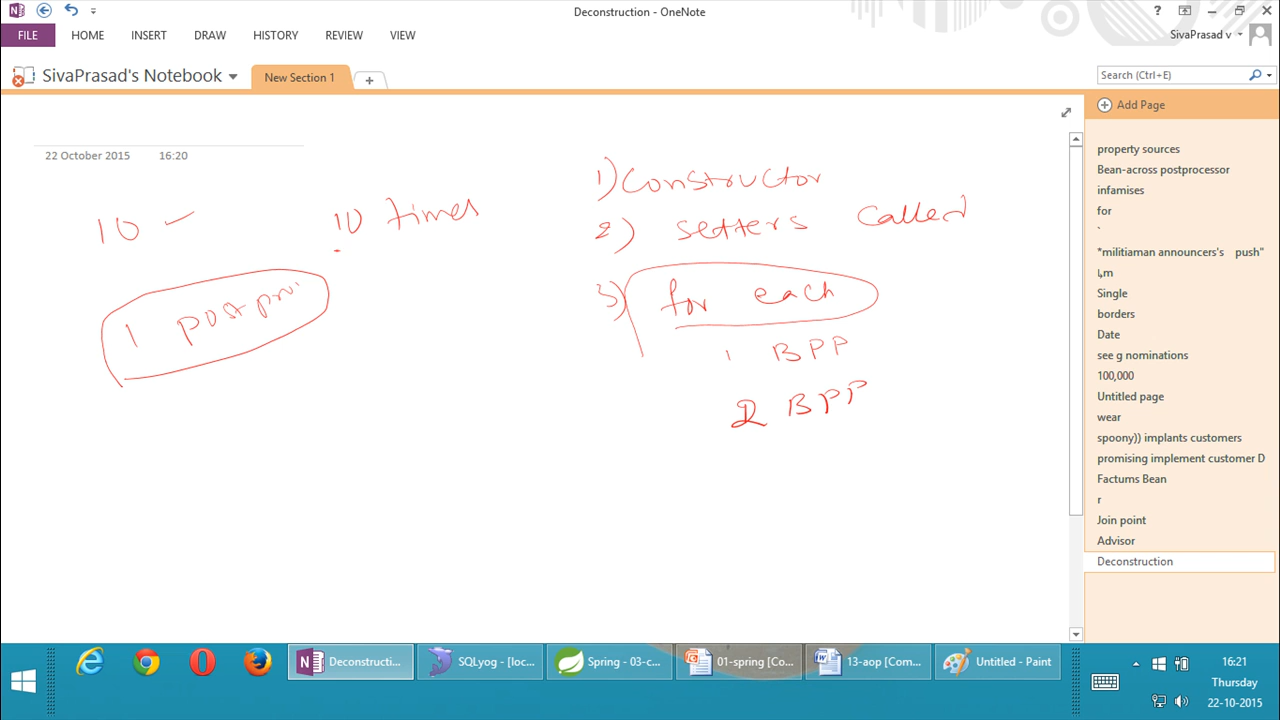 Deconstruction - OneNote
SivaPrasad v
FILE HOME INSERT DRAW HISTORY REVIEW VIEW
SivaPrasad's Notebook New Section 1
Search (Ctrl+E)
22 October 2015 16:20
10
10 times
1 postpro
1) constructor
2) setters called
3) for each
1 BPP
2 BPP
Add Page
property sources
Bean-across postprocessor
infamises
for
`
*militiaman announcers's push"
l,m
Single
borders
Date
see g nominations
100,000
Untitled page
wear
spoony)) implants customers
promising implement customer D
Factums Bean
r
Join point
Advisor
Deconstruction
Deconstructi... SQLyog - [loc... Spring - 03-c... 01-spring [Co... 13-aop [Com... Untitled - Paint
16:21
Thursday
22-10-2015